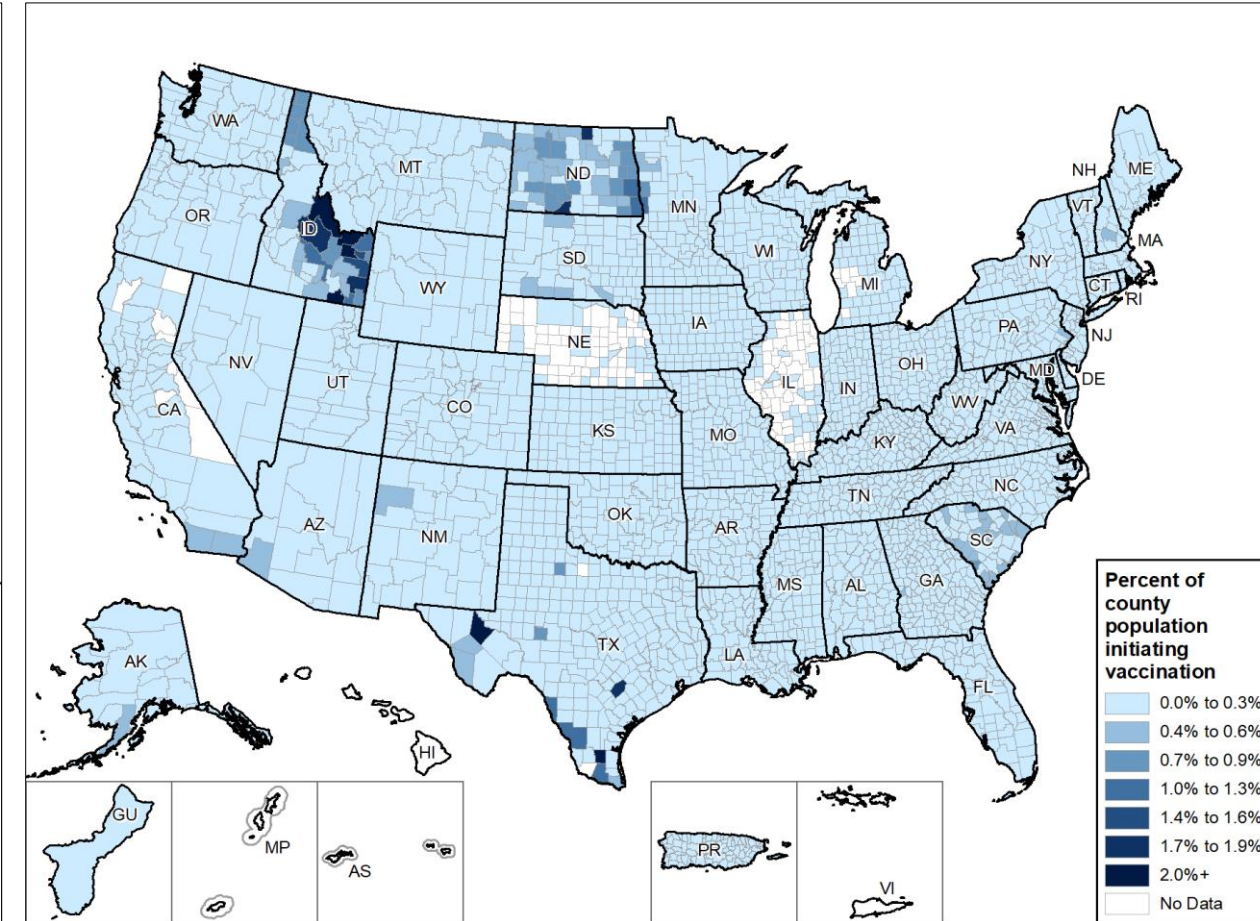 WA
MT
ND
MN
ME
NH
VT
OR
ID
SD
WI
MI
NY
MA
CT
RI
WY
NE
IA
PA
NJ
NV
UT
CO
IL
IN
OH
MD
DE
CA
KS
MO
WV
VA
KY
AZ
NM
OK
AR
TN
NC
SC
MS
AL
GA
TX
LA
FL
AK
HI
GU
MP
AS
PR
VI
Percent of
county
population
initiating
vaccination
0.0% to 0.3%
0.4% to 0.6%
0.7% to 0.9%
1.0% to 1.3%
1.4% to 1.6%
1.7% to 1.9%
2.0%+
No Data